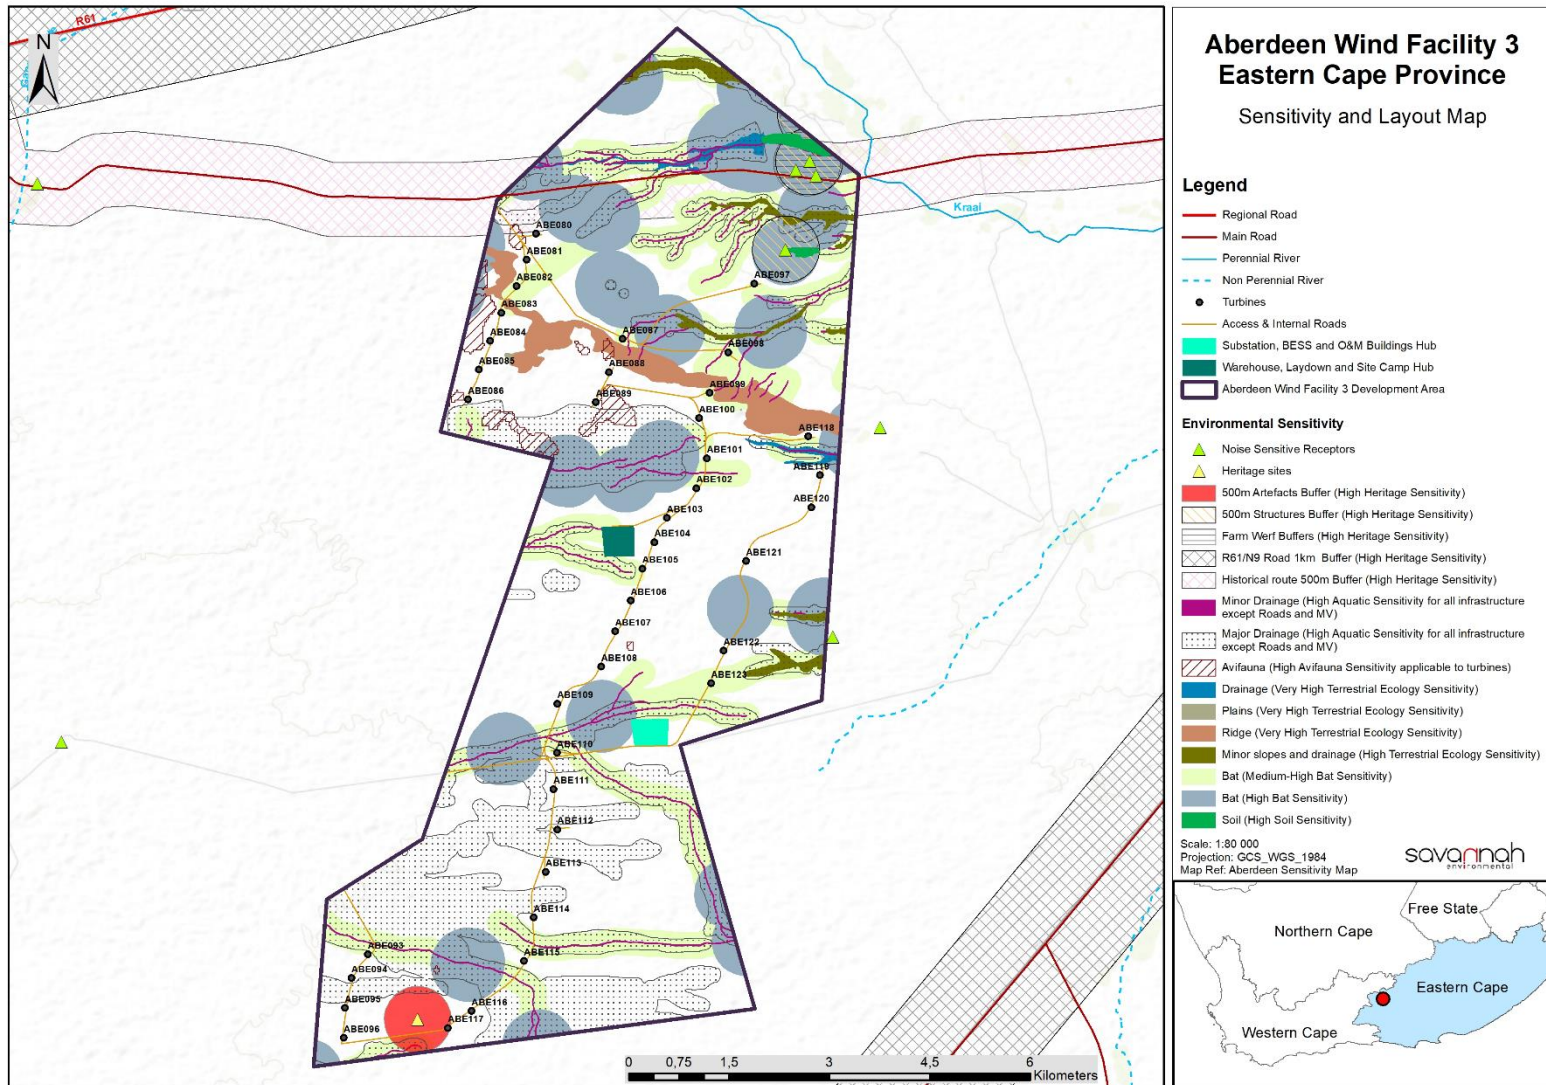 R61
N
Kraai
ABE080
ABE081
ABE082
ABE083
ABE084
ABE085
ABE086
ABE087
ABE088
ABE089
ABE097
ABE098
ABE099
ABE100
ABE118
ABE101
ABE119
ABE102
ABE120
ABE103
ABE104
ABE105
ABE121
ABE106
ABE107
ABE108
ABE122
ABE123
ABE109
ABE110
ABE111
ABE112
ABE113
ABE114
ABE115
ABE093
ABE094
ABE095
ABE096
ABE116
ABE117
0 0,75 1,5 3 4,5 6
Kilometers
Aberdeen Wind Facility 3
Eastern Cape Province
Sensitivity and Layout Map
Legend
Regional Road
Main Road
Perennial River
Non Perennial River
Turbines
Access & Internal Roads
Substation, BESS and O&M Buildings Hub
Warehouse, Laydown and Site Camp Hub
Aberdeen Wind Facility 3 Development Area
Environmental Sensitivity
Noise Sensitive Receptors
Heritage sites
500m Artefacts Buffer (High Heritage Sensitivity)
500m Structures Buffer (High Heritage Sensitivity)
Farm Werf Buffers (High Heritage Sensitivity)
R61/N9 Road 1km Buffer (High Heritage Sensitivity)
Historical route 500m Buffer (High Heritage Sensitivity)
Minor Drainage (High Aquatic Sensitivity for all infrastructure
except Roads and MV)
Major Drainage (High Aquatic Sensitivity for all infrastructure
except Roads and MV)
Avifauna (High Avifauna Sensitivity applicable to turbines)
Drainage (Very High Terrestrial Ecology Sensitivity)
Plains (Very High Terrestrial Ecology Sensitivity)
Ridge (Very High Terrestrial Ecology Sensitivity)
Minor slopes and drainage (High Terrestrial Ecology Sensitivity)
Bat (Medium-High Bat Sensitivity)
Bat (High Bat Sensitivity)
Soil (High Soil Sensitivity)
Scale: 1:80 000
Projection: GCS_WGS_1984
Map Ref: Aberdeen Sensitivity Map
savannah
environmental
Free State
Northern Cape
Eastern Cape
Western Cape